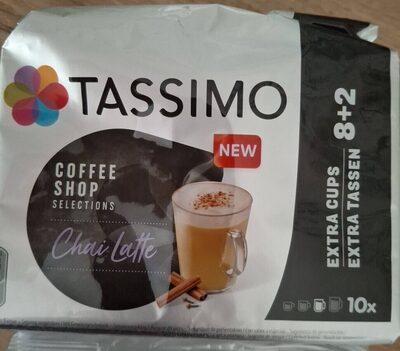 TASSIMO
NEW
COFFEE
SHOP
SELECTIONS
Chai Latte
EXTRA CUPS
EXTRA TASSEN
8+2
10x